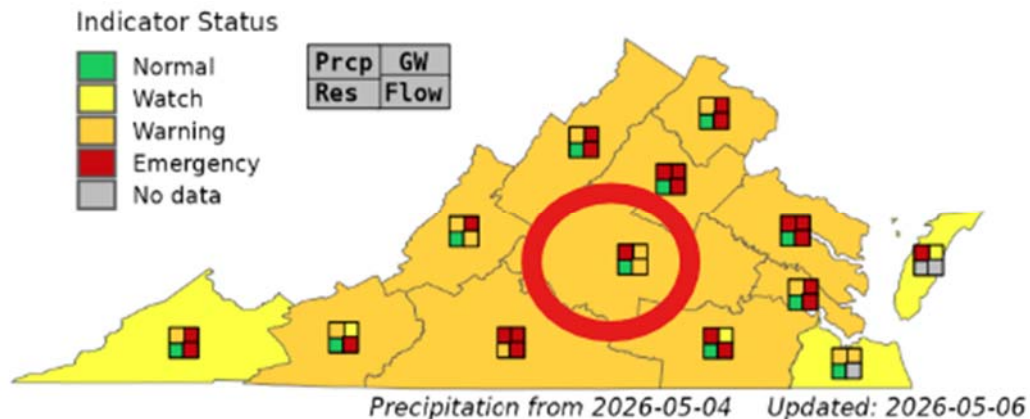 Indicator Status
Normal
Watch
Warning
Emergency
No data
Prcp GW
Res Flow
Precipitation from 2026-05-04 Updated: 2026-05-06